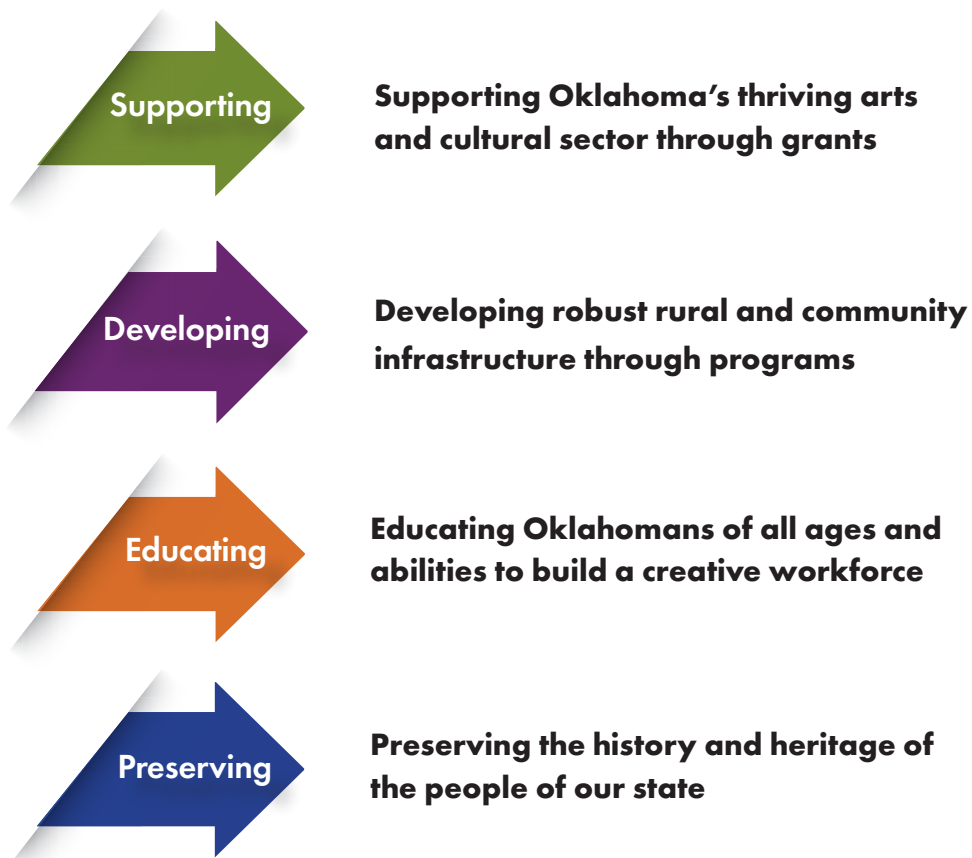 Supporting
Supporting Oklahoma’s thriving arts
and cultural sector through grants
Developing
Developing robust rural and community
infrastructure through programs
Educating
Educating Oklahomans of all ages and
abilities to build a creative workforce
Preserving
Preserving the history and heritage of
the people of our state